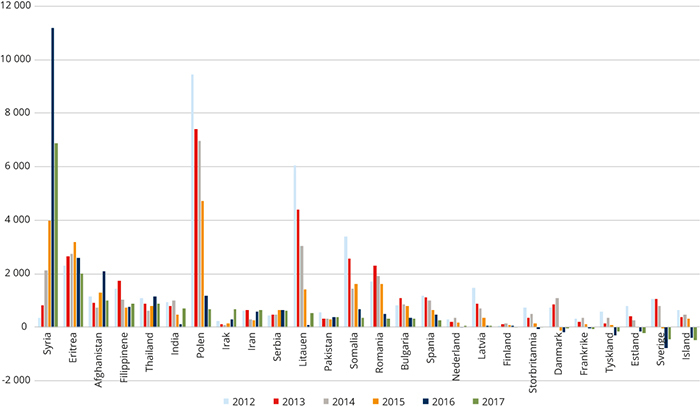 12 000
10 000
8 000
6 000
4 000
2 000
0
-2 000
Syria
Eritrea
Afghanistan
Filippinene
Thailand
India
Polen
Irak
Iran
Serbia
Litauen
Pakistan
Somalia
Romania
Bulgaria
Spania
Nederland
Latvia
Finland
Storbritannia
Danmark
Frankrike
Tyskland
Estland
Sverige
Island
2012 2013 2014 2015 2016 2017